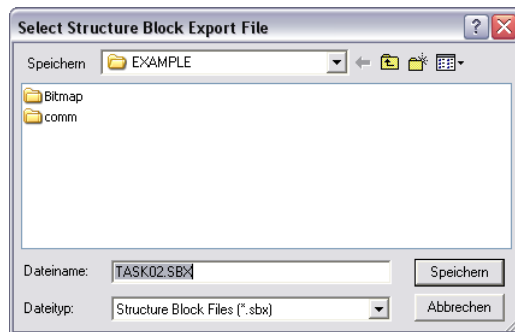 Select Structure Block Export File
Speichern EXAMPLE
Bitmap
comm
Dateiname: TASK02.SBX Speichern
Dateityp: Structure Block Files (*.sbx) Abbrechen